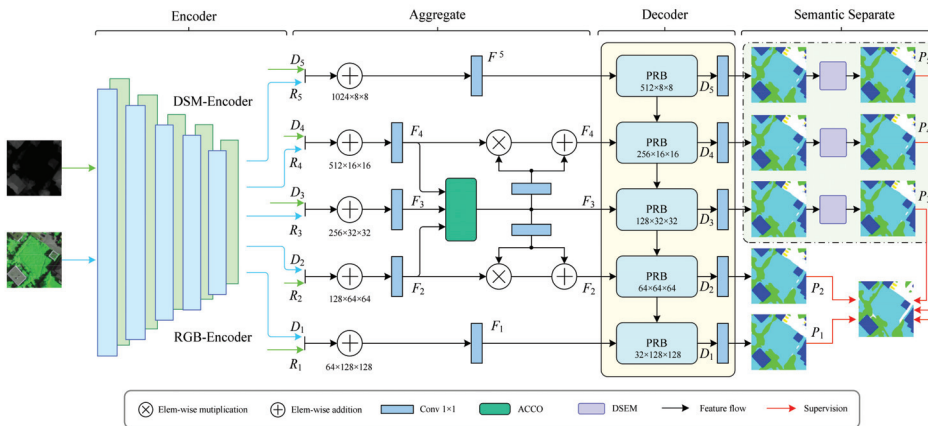 Encoder
Aggregate
Decoder
Semantic Separate
DSM-Encoder
RGB-Encoder
D5
R5
1024×8×8
F 5
PRB
512×8×8
D5
D4
R4
512×16×16
F4
F4
PRB
256×16×16
D4
D3
R3
256×32×32
F3
F3
PRB
128×32×32
D3
D2
R2
128×64×64
F2
F2
PRB
64×64×64
D2
P2
D1
R1
64×128×128
F1
PRB
32×128×128
D1
P1
Elem-wise mutiplication
Elem-wise addition
Conv 1×1
ACCO
DSEM
Feature flow
Supervision